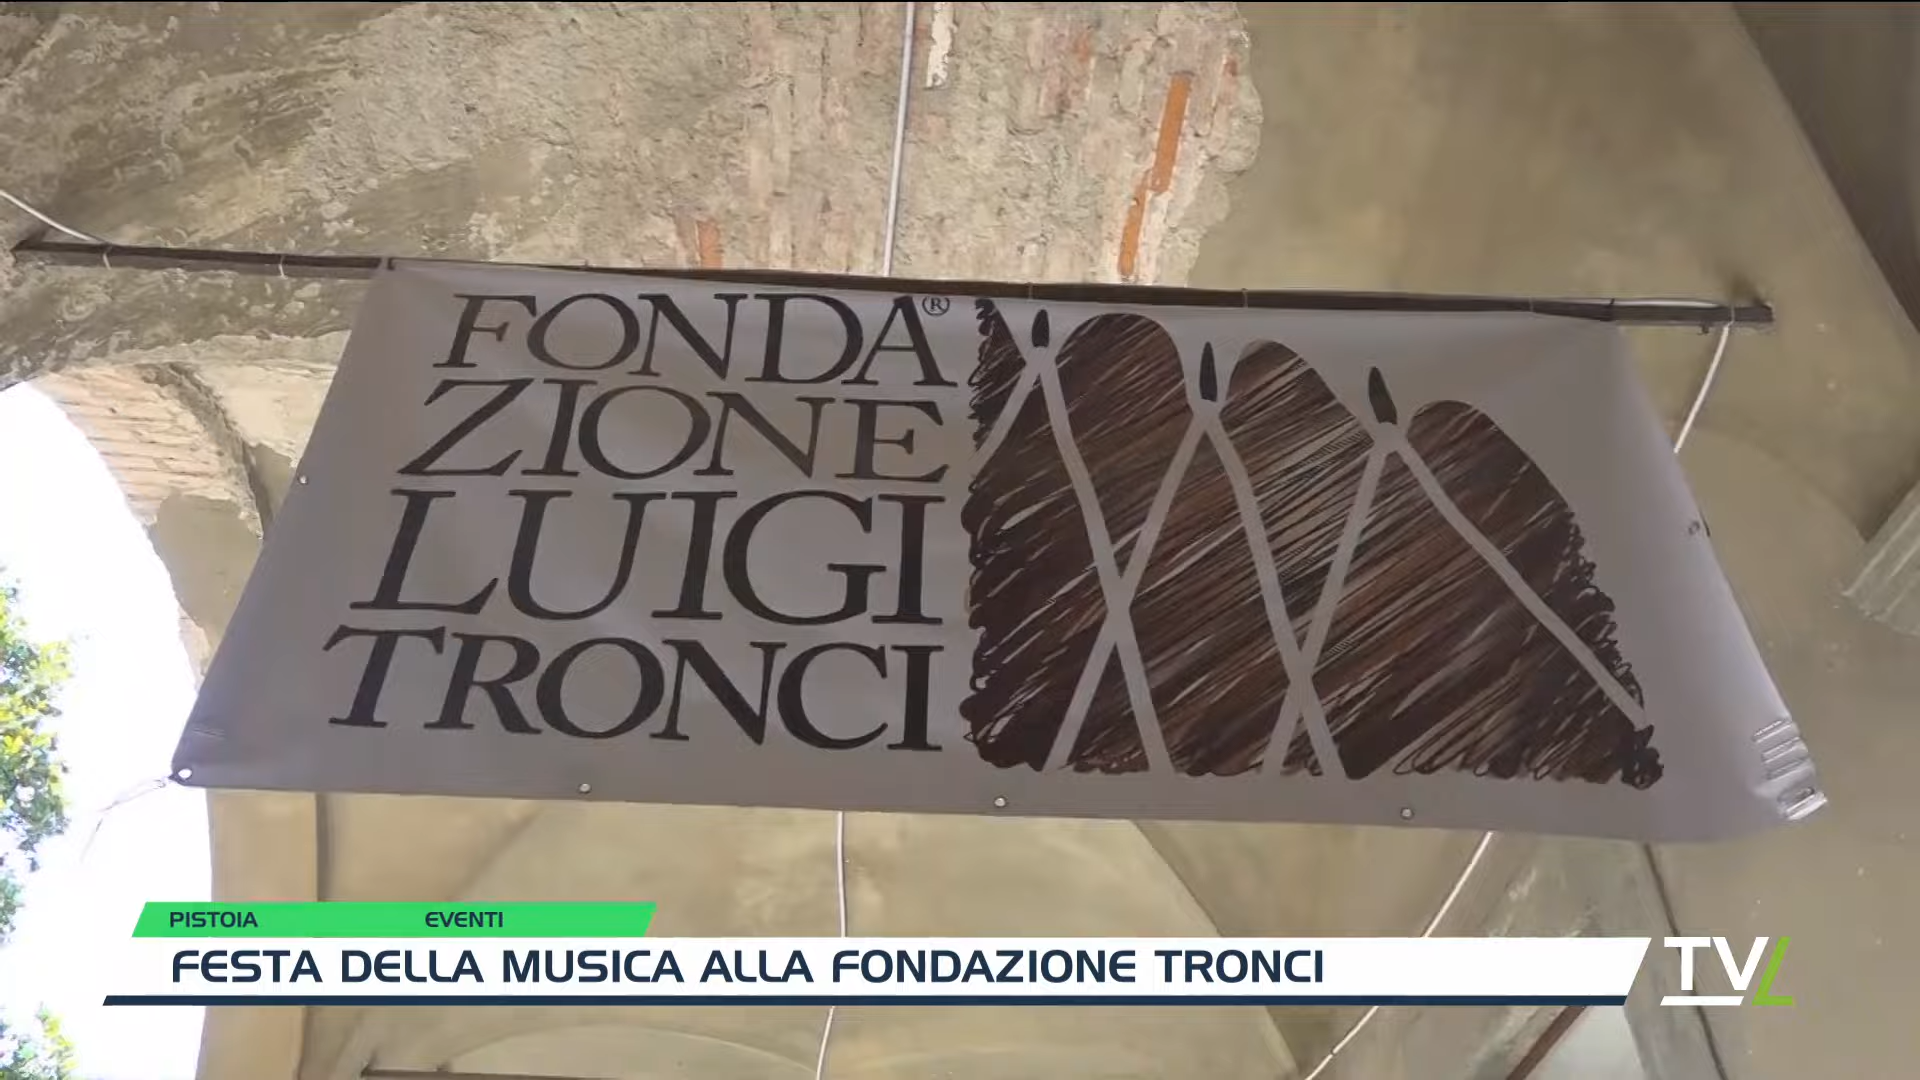 FONDA®
ZIONE
LUIGI
TRONCI
PISTOIA EVENTI
FESTA DELLA MUSICA ALLA FONDAZIONE TRONCI
TVL